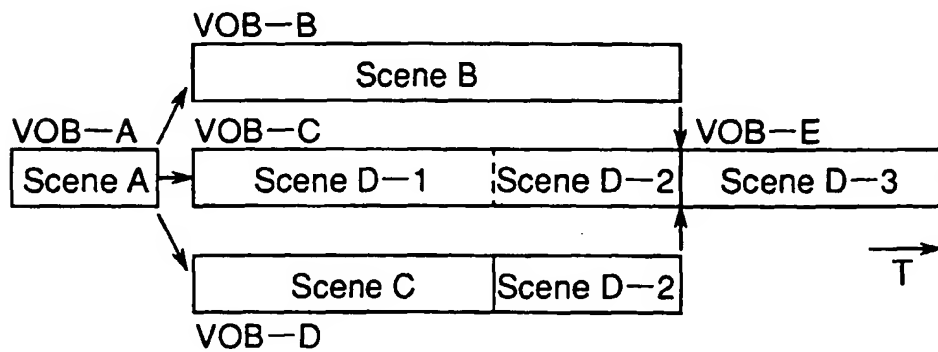 VOB—B
Scene B
VOB—A
VOB—C
VOB—E
Scene A
Scene D—1
Scene D—2
Scene D—3
T
Scene C
Scene D—2
VOB—D